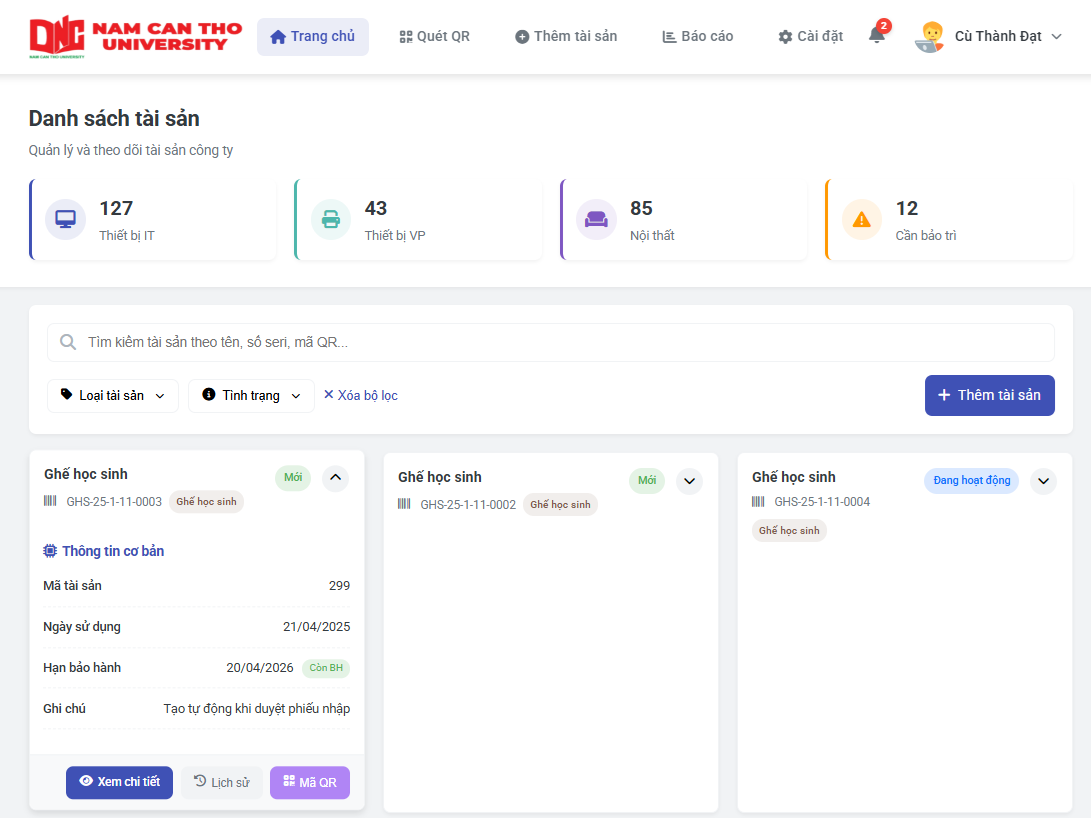 DNC NAM CAN THO UNIVERSITY
NAM CAN THO UNIVERSITY
Trang chủ
Quét QR
Thêm tài sản
Báo cáo
Cài đặt
2
Cù Thành Đạt
Danh sách tài sản
Quản lý và theo dõi tài sản công ty
127
Thiết bị IT
43
Thiết bị VP
85
Nội thất
12
Cần bảo trì
Tìm kiếm tài sản theo tên, số seri, mã QR...
Loại tài sản
Tình trạng
Xóa bộ lọc
Thêm tài sản
Ghế học sinh
Mới
GHS-25-1-11-0003 Ghế học sinh
Thông tin cơ bản
Mã tài sản 299
Ngày sử dụng 21/04/2025
Hạn bảo hành 20/04/2026 Còn BH
Ghi chú Tạo tự động khi duyệt phiếu nhập
Xem chi tiết
Lịch sử
Mã QR
Ghế học sinh
Mới
GHS-25-1-11-0002 Ghế học sinh
Ghế học sinh
Đang hoạt động
GHS-25-1-11-0004
Ghế học sinh